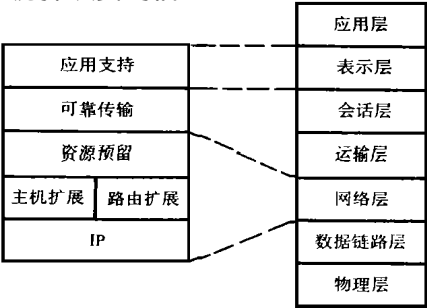 应用层
应用支持
表示层
可靠传输
会话层
资源预留
运输层
主机扩展
路由扩展
网络层
IP
数据链路层
物理层